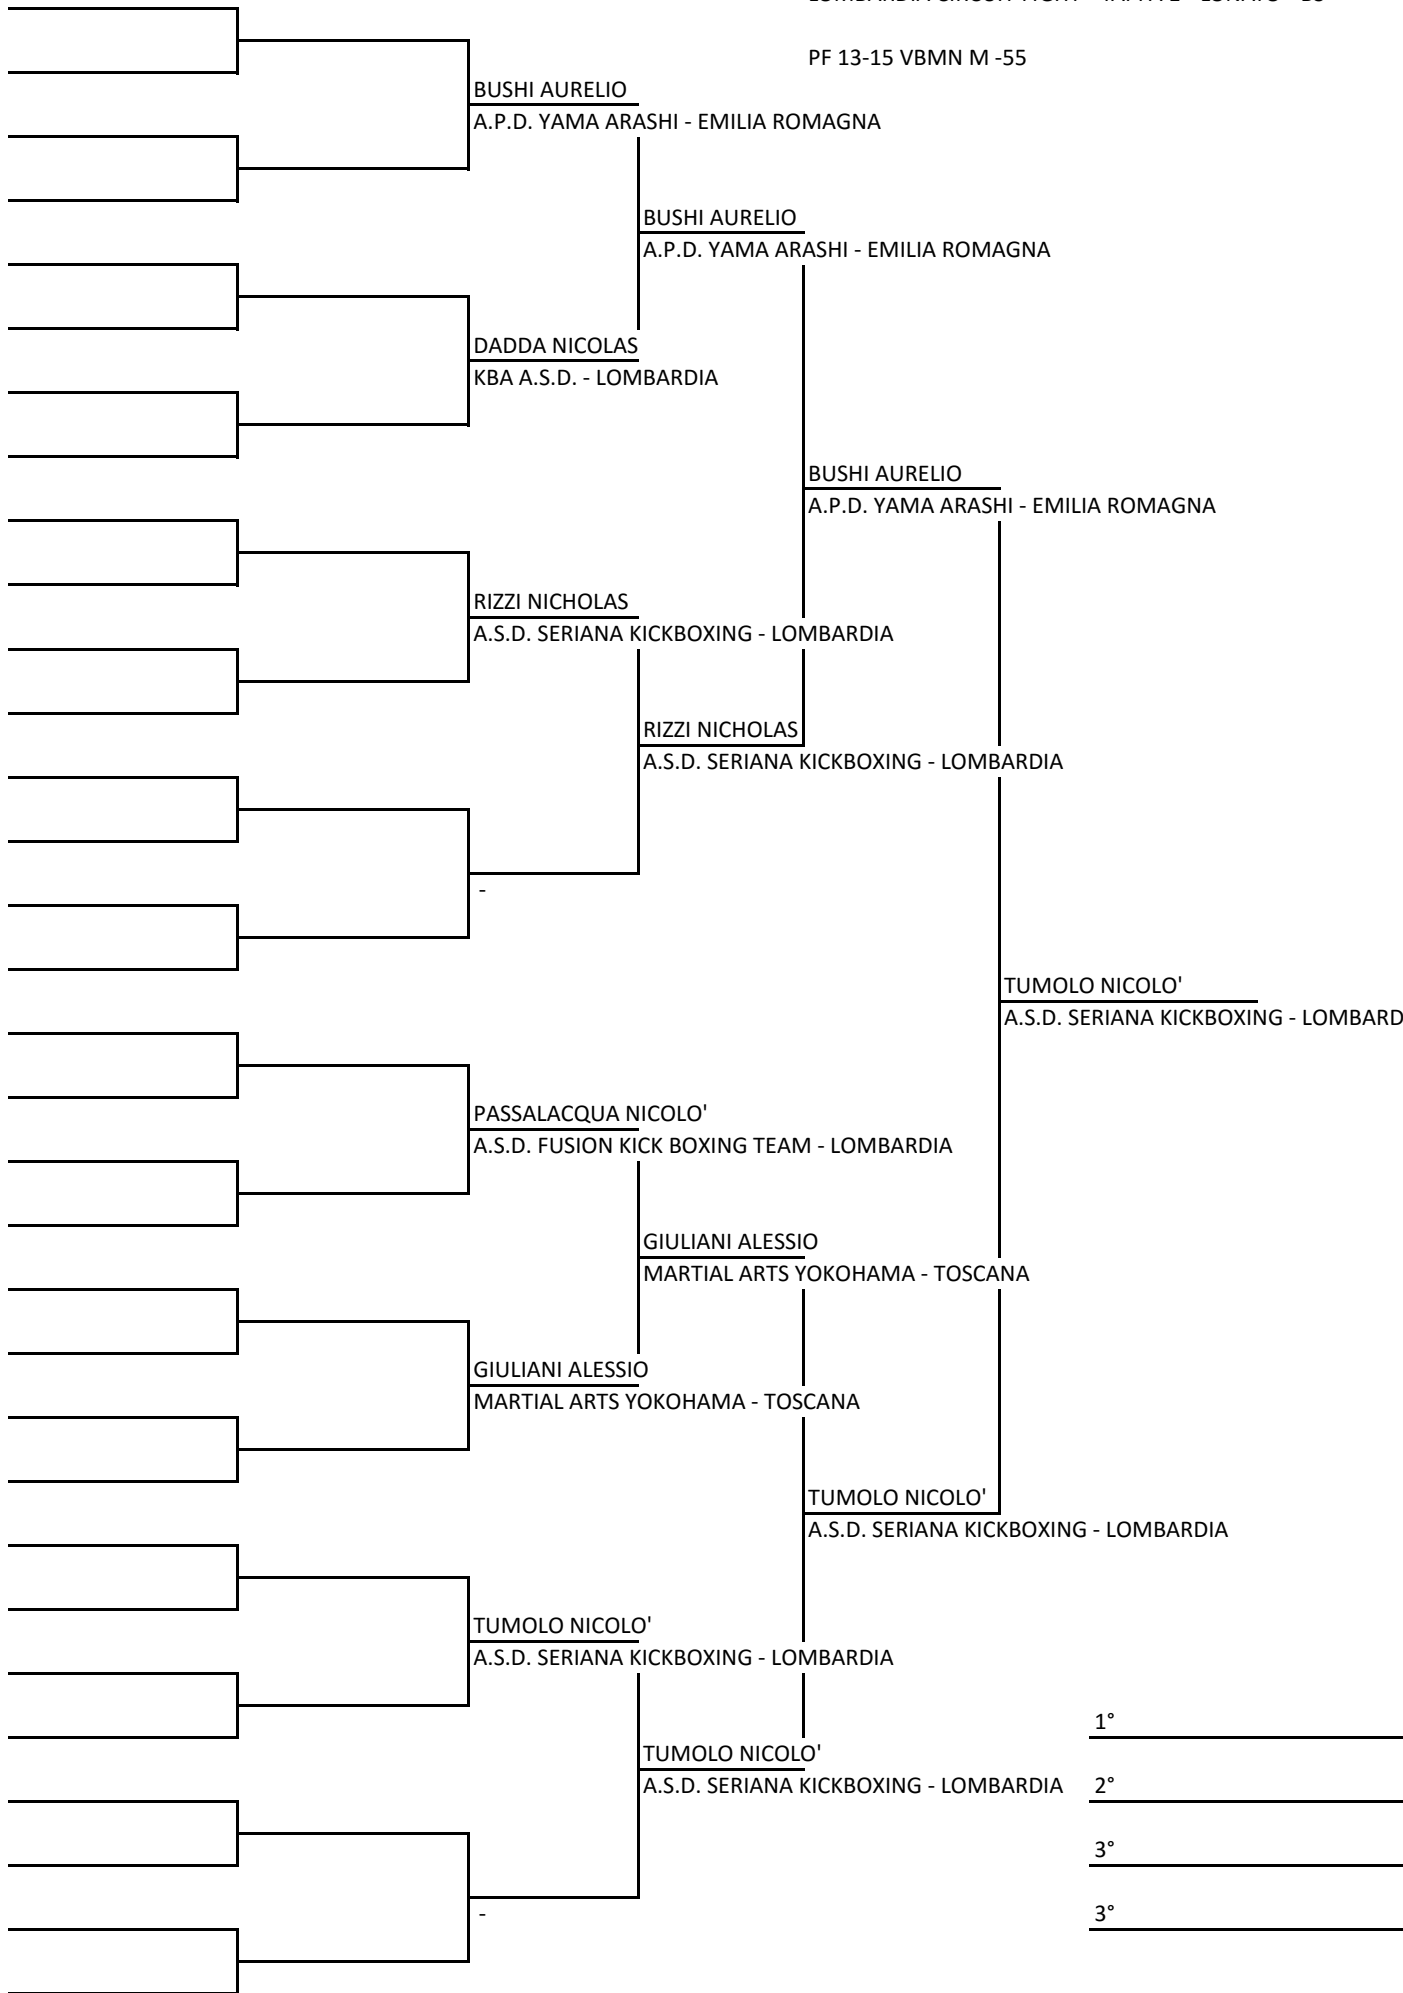 PF 13-15 VBMN M -55
BUSHI AURELIO
A.P.D. YAMA ARASHI - EMILIA ROMAGNA
BUSHI AURELIO
A.P.D. YAMA ARASHI - EMILIA ROMAGNA
DADDA NICOLAS
KBA A.S.D. - LOMBARDIA
BUSHI AURELIO
A.P.D. YAMA ARASHI - EMILIA ROMAGNA
RIZZI NICHOLAS
A.S.D. SERIANA KICKBOXING - LOMBARDIA
RIZZI NICHOLAS
A.S.D. SERIANA KICKBOXING - LOMBARDIA
-
TUMOLO NICOLO'
A.S.D. SERIANA KICKBOXING - LOMBARD
PASSALACQUA NICOLO'
A.S.D. FUSION KICK BOXING TEAM - LOMBARDIA
GIULIANI ALESSIO
MARTIAL ARTS YOKOHAMA - TOSCANA
GIULIANI ALESSIO
MARTIAL ARTS YOKOHAMA - TOSCANA
TUMOLO NICOLO'
A.S.D. SERIANA KICKBOXING - LOMBARDIA
TUMOLO NICOLO'
A.S.D. SERIANA KICKBOXING - LOMBARDIA
1°
TUMOLO NICOLO'
A.S.D. SERIANA KICKBOXING - LOMBARDIA
2°
3°
-
3°